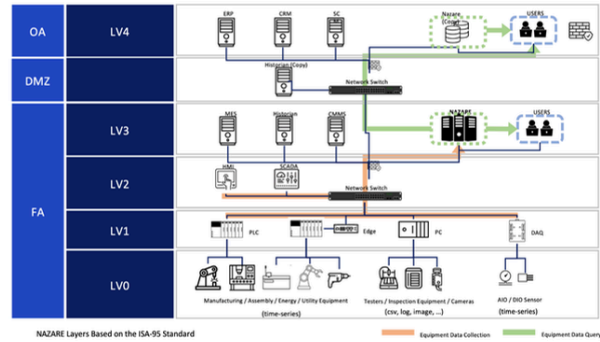 OA
LV4
ERP
CRM
SC
Nazare
(Copy)
USERS
DMZ
Historian (Copy)
Network Switch
FA
LV3
MES
Historian
CMMS
NAZARE
USERS
LV2
HMI
SCADA
Network Switch
LV1
PLC
Edge
PC
DAQ
LV0
Manufacturing / Assembly / Energy / Utility Equipment
(time-series)
Testers / Inspection Equipment / Cameras
(csv, log, image, ...)
AIO / DIO Sensor
(time-series)
NAZARE Layers Based on the ISA-95 Standard
Equipment Data Collection
Equipment Data Query